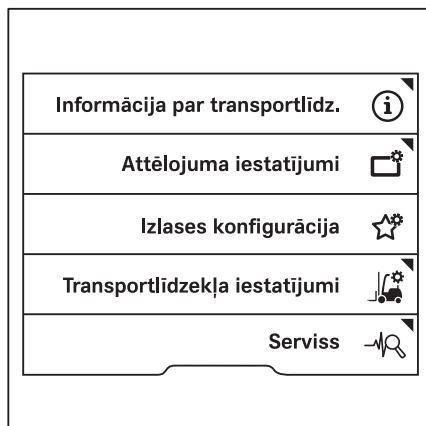 Informācija par transportlīdz.
Attēlojuma iestatījumi
Izlases konfigurācija
Transportlīdzekļa iestatījumi
Serviss